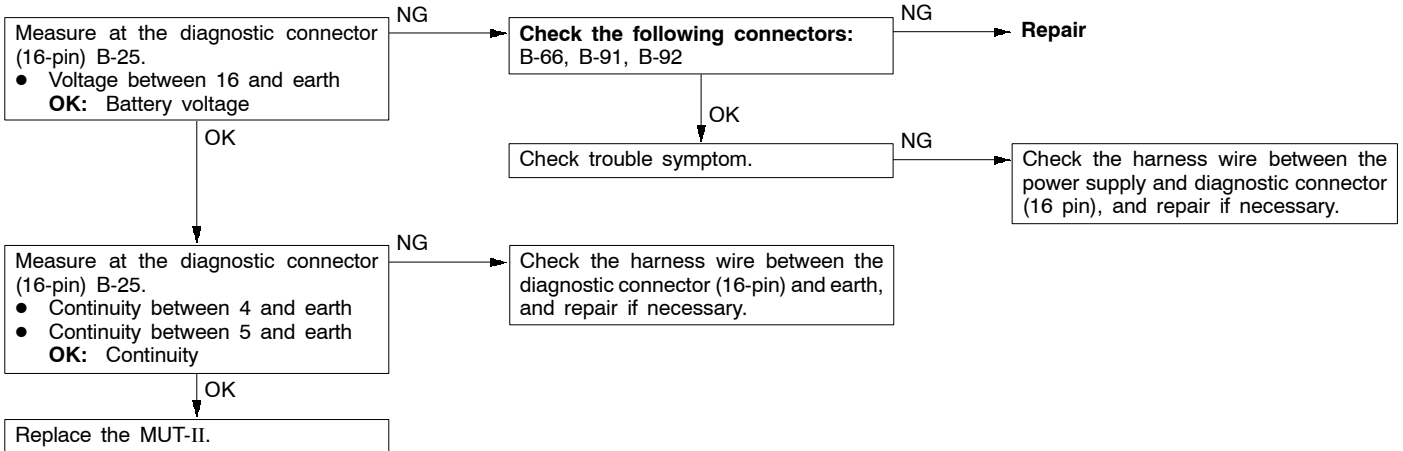 Measure at the diagnostic connector
(16-pin) B-25.
● Voltage between 16 and earth
OK: Battery voltage
NG
Check the following connectors:
B-66, B-91, B-92
NG
Repair
OK
OK
Check trouble symptom.
NG
Check the harness wire between the
power supply and diagnostic connector
(16 pin), and repair if necessary.
Measure at the diagnostic connector
(16-pin) B-25.
● Continuity between 4 and earth
● Continuity between 5 and earth
OK: Continuity
NG
Check the harness wire between the
diagnostic connector (16-pin) and earth,
and repair if necessary.
OK
Replace the MUT-II.